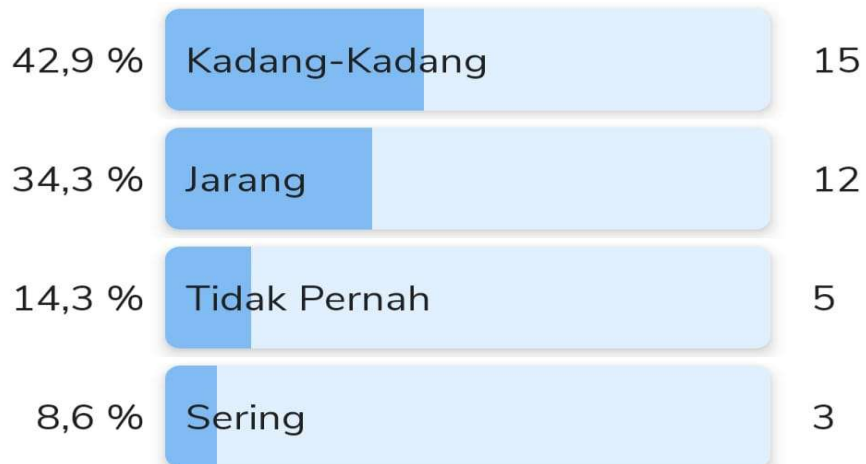 42,9 % Kadang-Kadang 15
34,3 % Jarang 12
14,3 % Tidak Pernah 5
8,6 % Sering 3